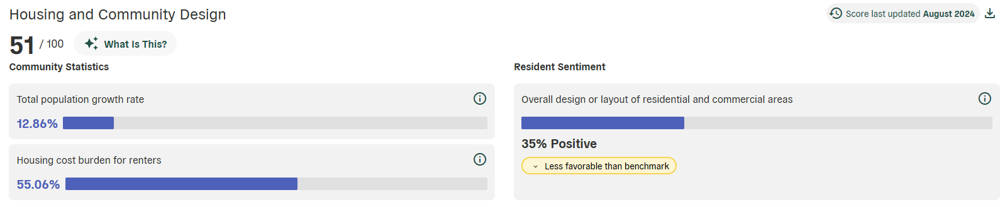 Housing and Community Design
Score last updated August 2024
51 / 100
What Is This?
Community Statistics
Total population growth rate
12.86%
Housing cost burden for renters
55.06%
Resident Sentiment
Overall design or layout of residential and commercial areas
35% Positive
Less favorable than benchmark